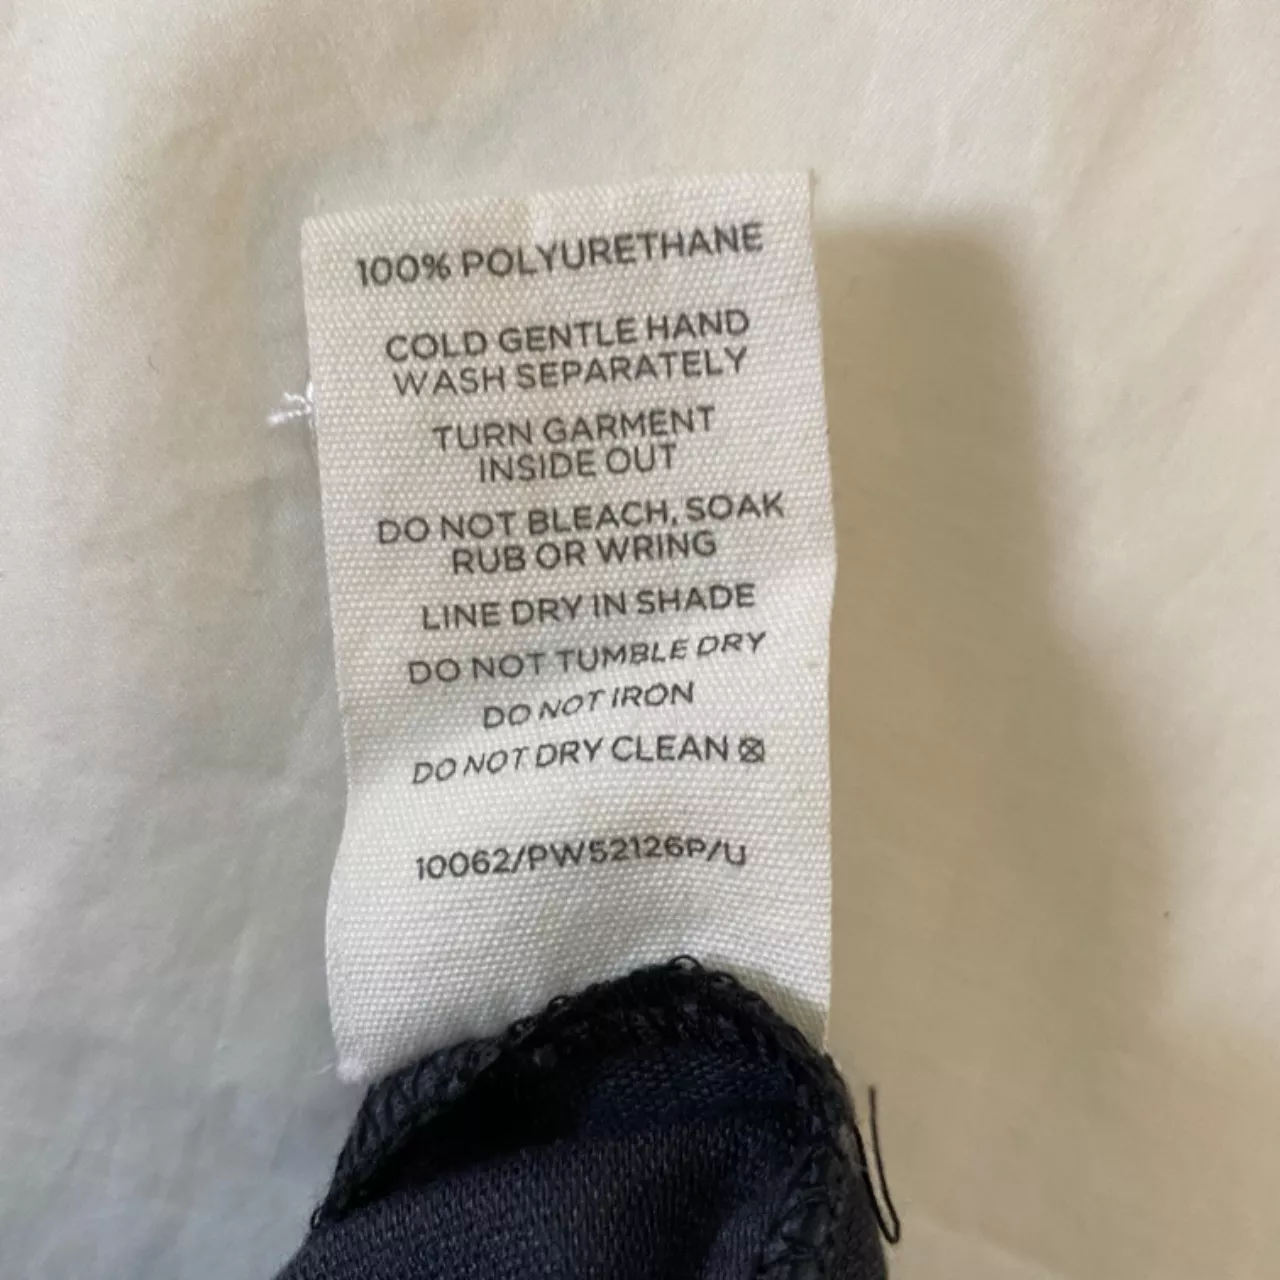 100% POLYURETHANE
COLD GENTLE HAND
WASH SEPARATELY
TURN GARMENT
INSIDE OUT
DO NOT BLEACH, SOAK
RUB OR WRING
LINE DRY IN SHADE
DO NOT TUMBLE DRY
DO NOT IRON
DO NOT DRY CLEAN
10062/PW52126P/U